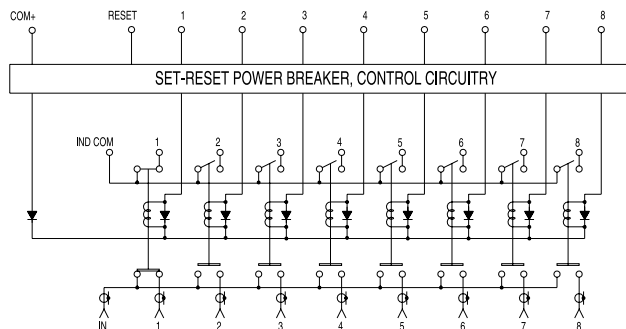 COM+ RESET 1 2 3 4 5 6 7 8
SET-RESET POWER BREAKER, CONTROL CIRCUITRY
IND COM 1 2 3 4 5 6 7 8
IN 1 2 3 4 5 6 7 8